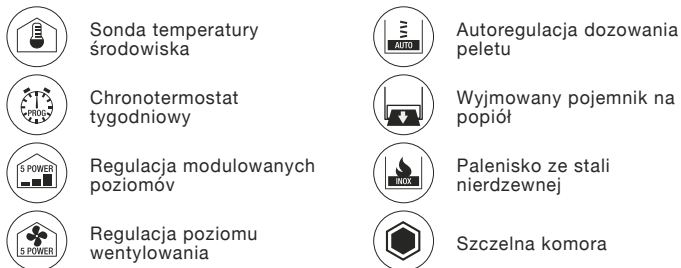 Sonda temperatury
środowiska
PROG.
Chronotermostat
tygodniowy
5 POWER
Regulacja modulowanych
poziomóv
5 POWER
Regulacja poziomu
wentylowania
AUTO
Autoregulacja dozowania
peletu
Wyjmowany pojemnik na
popiół
INOX
Palenisko ze stali
nierdzewnej
Szczelna komora